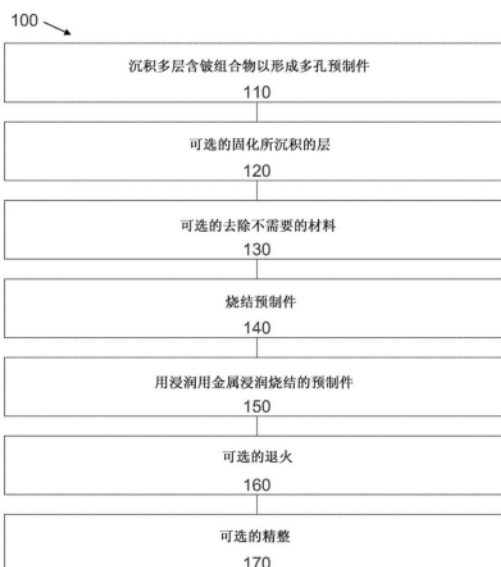 100
沉积多层含铍组合物以形成多孔预制件
110
可选的固化所沉积的层
120
可选的去除不需要的材料
130
烧结预制件
140
用浸润用金属浸润烧结的预制件
150
可选的退火
160
可选的精整
170